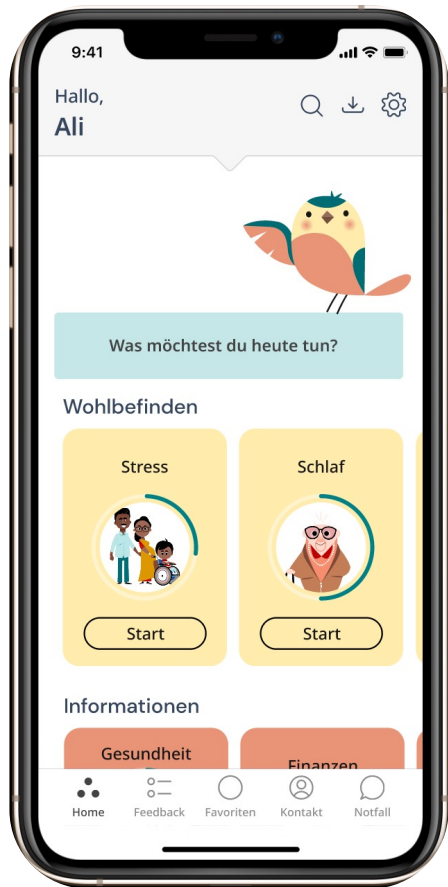 9:41
Hallo,
Ali
Was möchtest du heute tun?
Wohlbefinden
Stress
Schlaf
Start
Start
Informationen
Gesundheit
Finanzen
Home
Feedback
Favoriten
Kontakt
Notfall